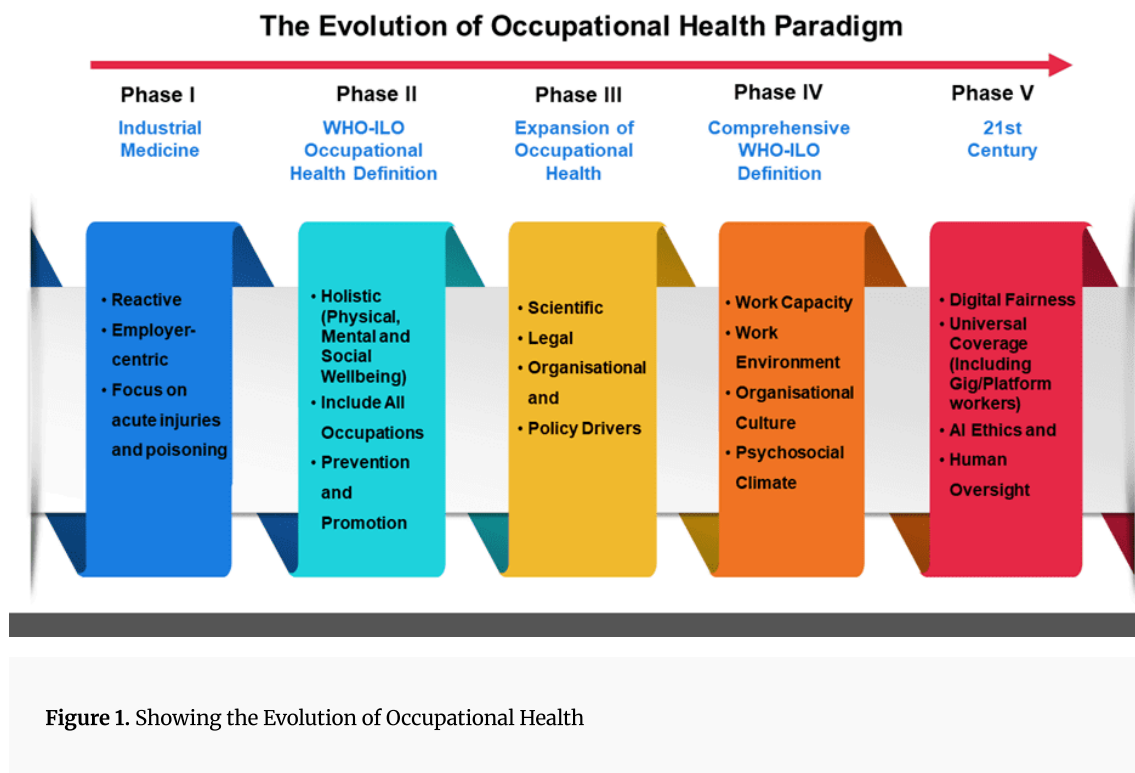 The Evolution of Occupational Health Paradigm
Phase I
Industrial
Medicine
Phase II
WHO-ILO
Occupational
Health Definition
Phase III
Expansion of
Occupational
Health
Phase IV
Comprehensive
WHO-ILO
Definition
Phase V
21st
Century
• Reactive
• Employer-
centric
• Focus on
acute injuries
and poisoning
• Holistic
(Physical,
Mental and
Social
Wellbeing)
• Include All
Occupations
• Prevention
and
Promotion
• Scientific
• Legal
• Organisational
and
• Policy Drivers
• Work Capacity
• Work
Environment
• Organisational
Culture
• Psychosocial
Climate
• Digital Fairness
• Universal
Coverage
(Including
Gig/Platform
workers)
• AI Ethics and
• Human
Oversight
Figure 1. Showing the Evolution of Occupational Health